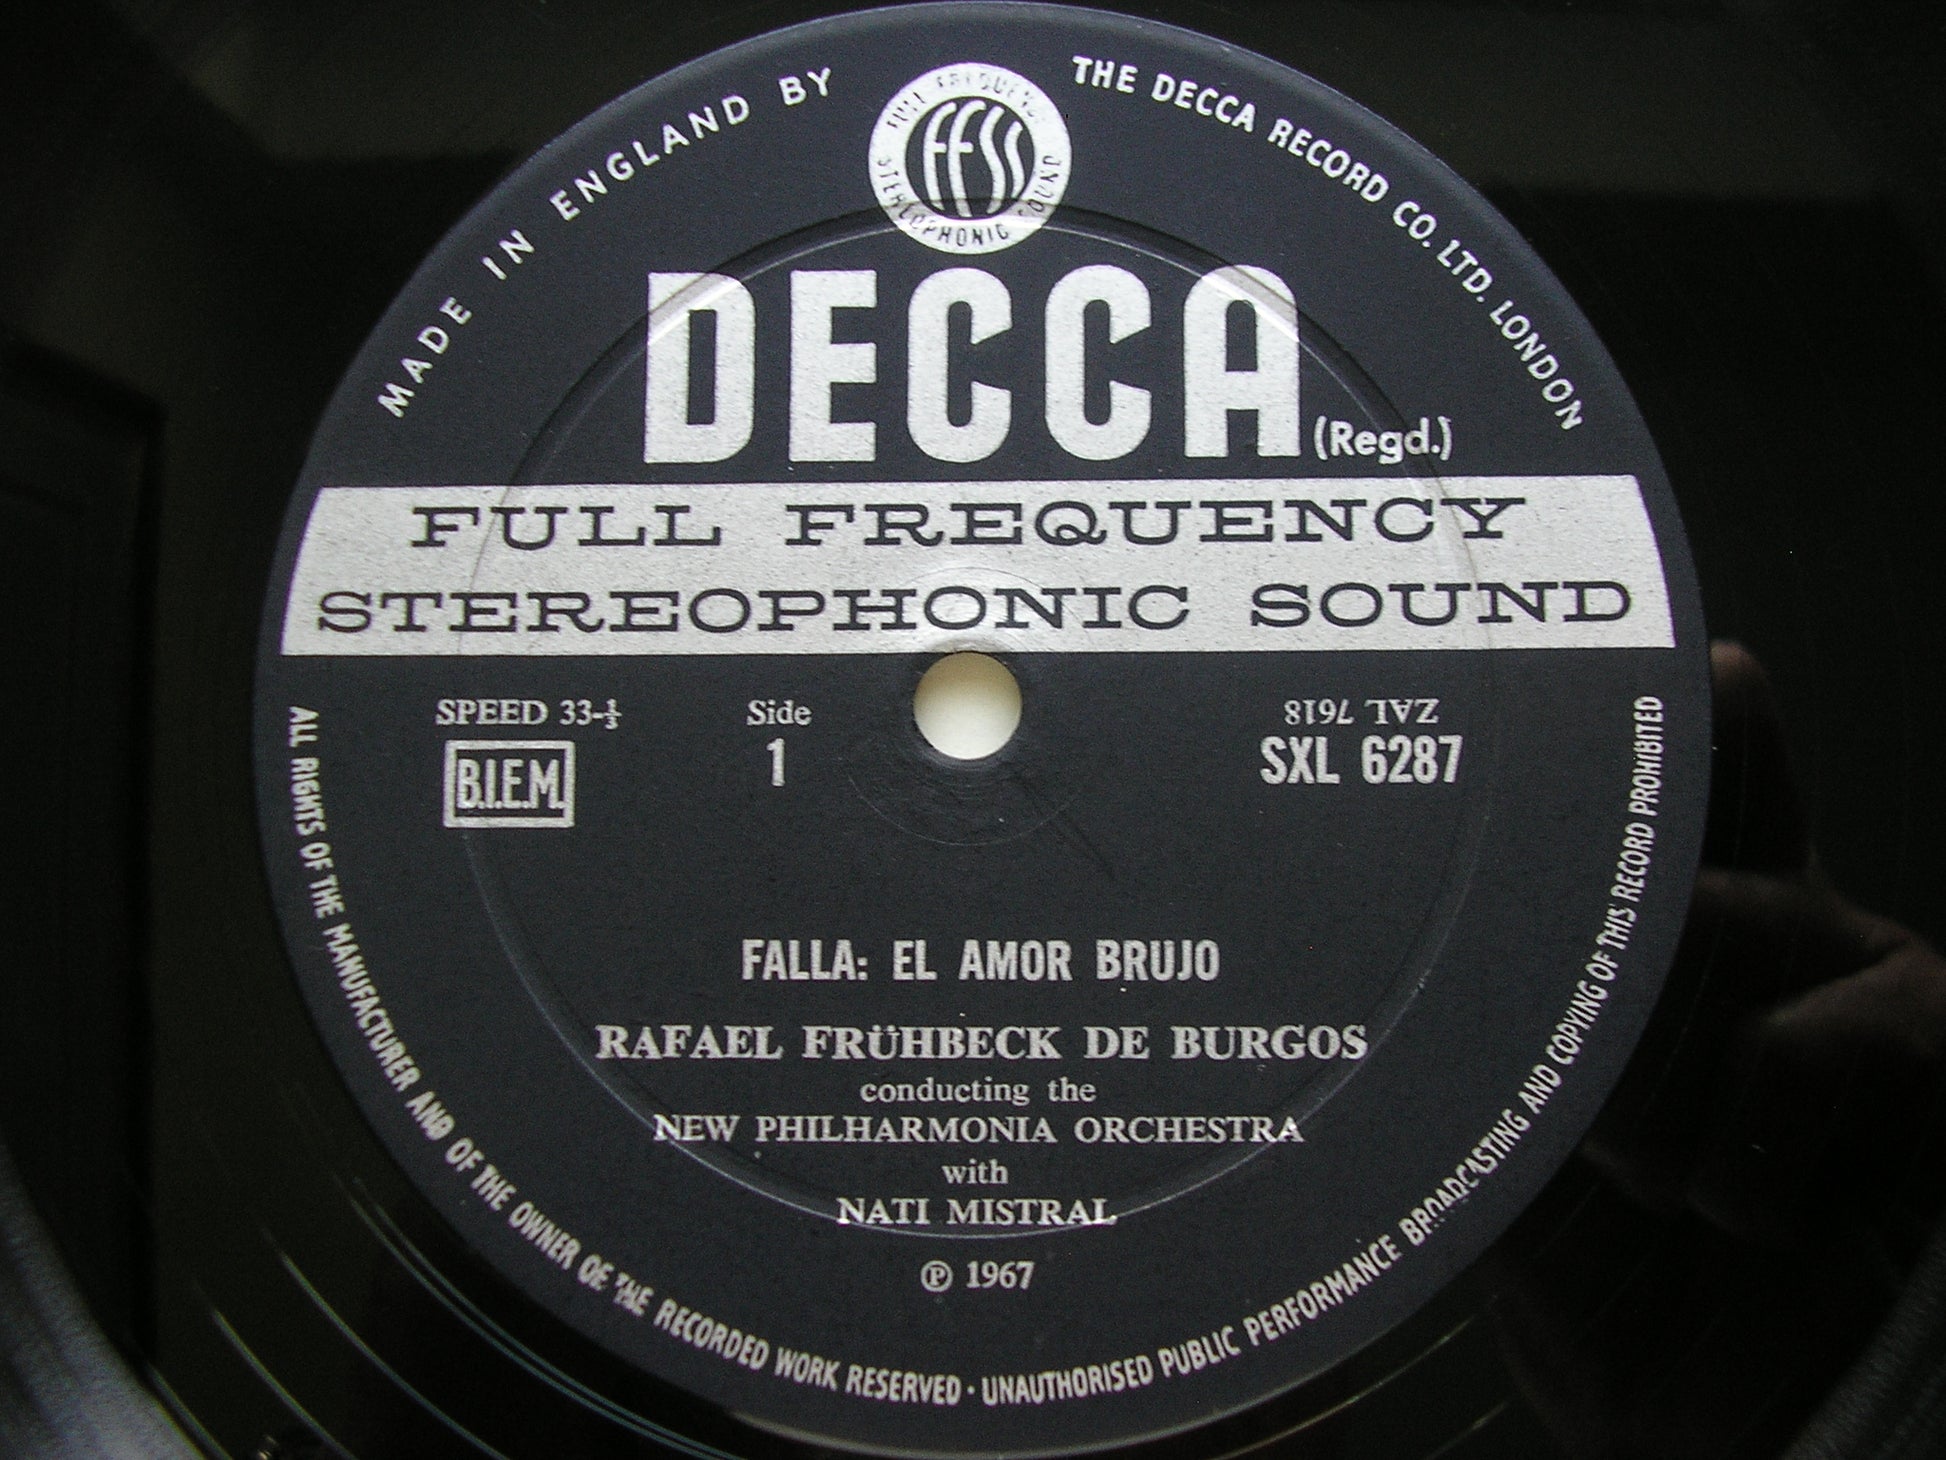 MADE IN ENGLAND BY
THE DECCA RECORD CO. LTD. LONDON
FULL FREQUENCY
STEREOPHONIC SOUND
FFSS
DECCA (Regd.)
FULL FREQUENCY
STEREOPHONIC SOUND
SPEED 33-⅓
Side
ZAL 7618
B.I.E.M.
1
SXL 6287
FALLA: EL AMOR BRUJO
RAFAEL FRÜHBECK DE BURGOS
conducting the
NEW PHILHARMONIA ORCHESTRA
with
NATI MISTRAL
℗ 1967
ALL RIGHTS OF THE MANUFACTURER AND OF THE OWNER OF THE RECORDED WORK RESERVED · UNAUTHORISED PUBLIC PERFORMANCE BROADCASTING AND COPYING OF THIS RECORD PROHIBITED